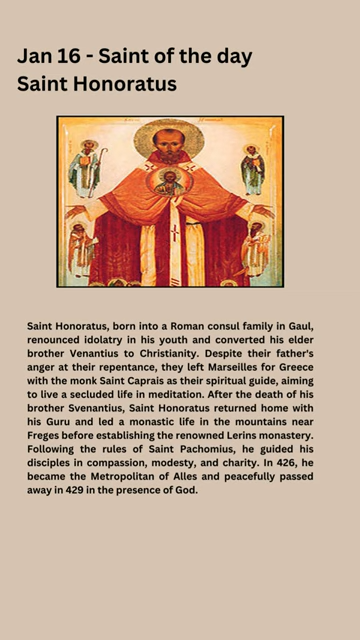 Jan 16 - Saint of the day
Saint Honoratus
Saint Honoratus, born into a Roman consul family in Gaul,
renounced idolatry in his youth and converted his elder
brother Venantius to Christianity. Despite their father's
anger at their repentance, they left Marseilles for Greece
with the monk Saint Caprais as their spiritual guide, aiming
to live a secluded life in meditation. After the death of his
brother Svenantius, Saint Honoratus returned home with
his Guru and led a monastic life in the mountains near
Freges before establishing the renowned Lerins monastery.
Following the rules of Saint Pachomius, he guided his
disciples in compassion, modesty, and charity. In 426, he
became the Metropolitan of Alles and peacefully passed
away in 429 in the presence of God.